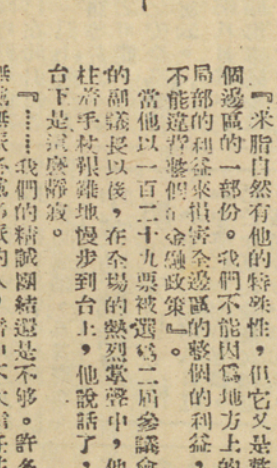 『米脂自然有他的特殊性，但它又是整
個邊區的一部份。我們不能因爲地方上的
局部的利益來損害全邊區的整個的利益
不能違背整個的金融政策』。
當他以一百二十九票被選爲二屆參議會
的副議長以後，在全場的熱烈掌聲中，他
柱着手杖艱難地慢步到台上，他說話了，
台下是這麼靜寂。
『……我們的精誠團結還是不够。許多